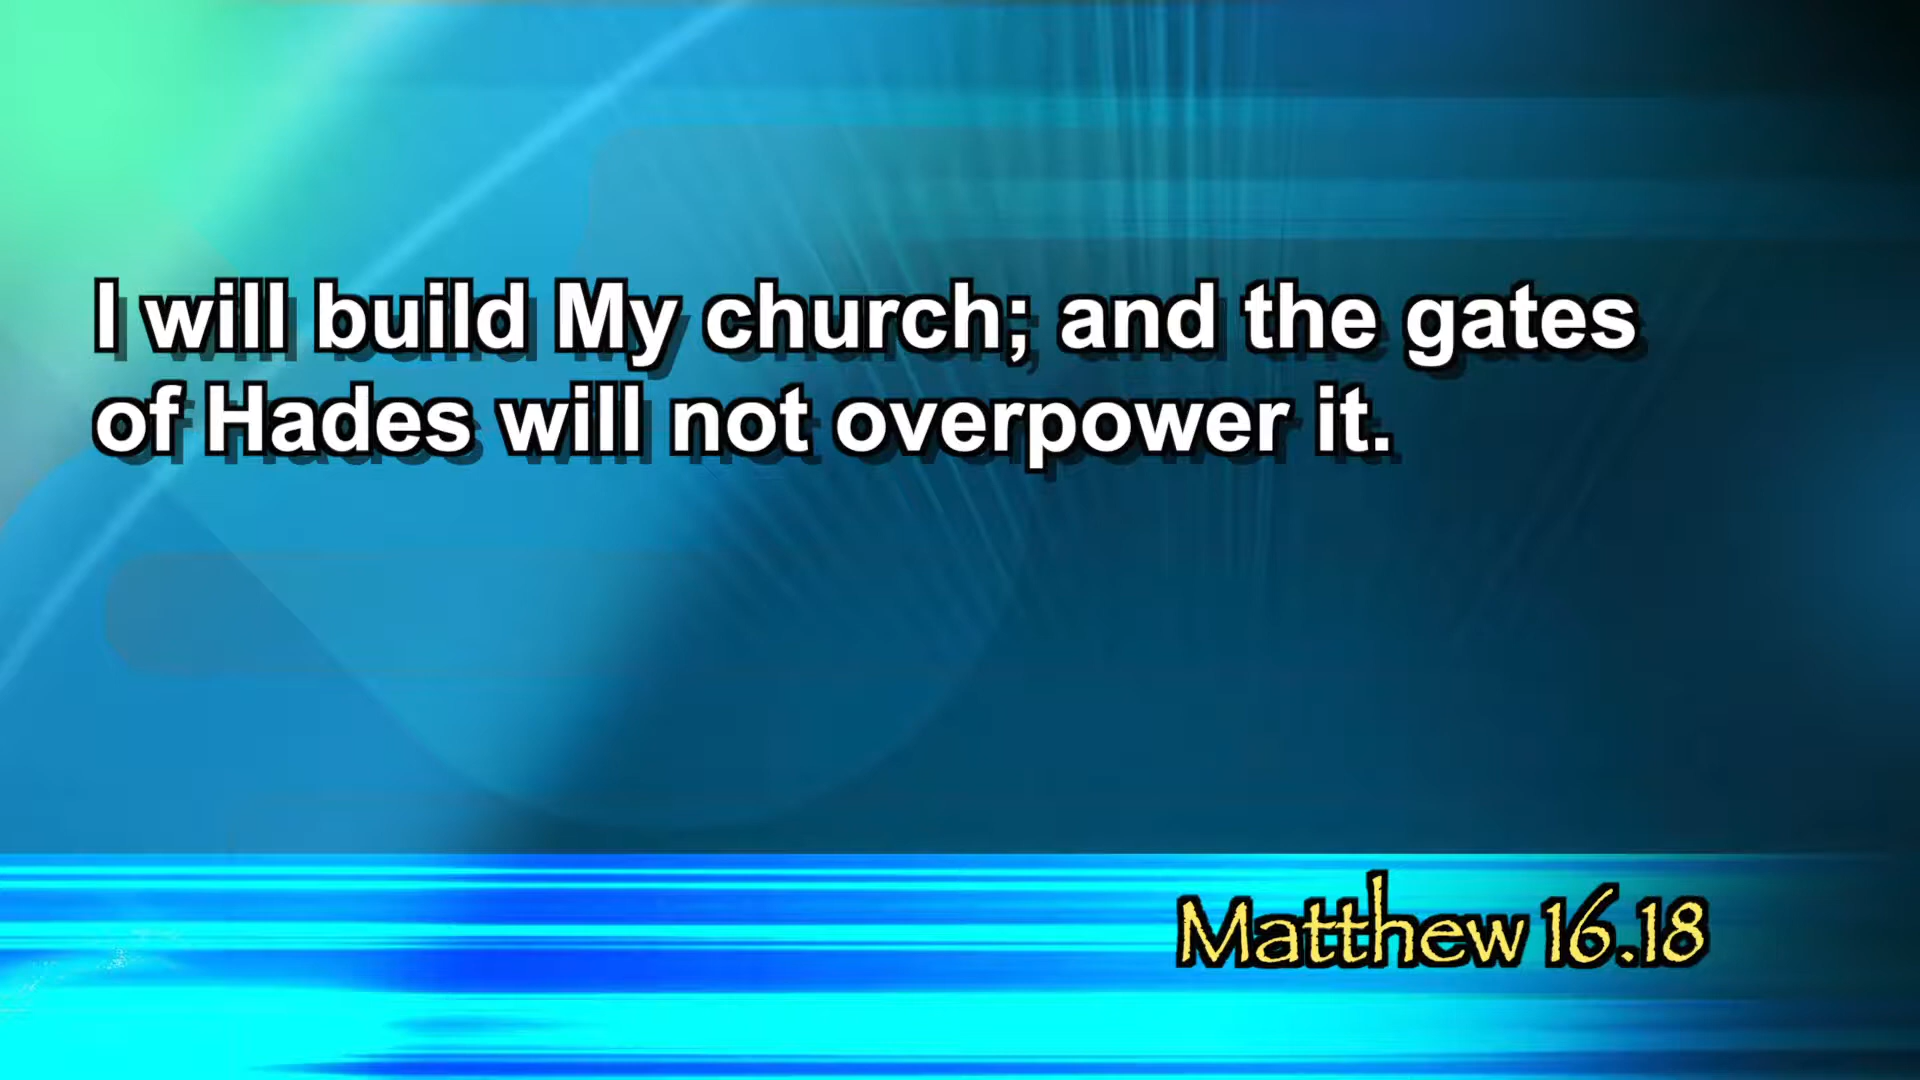 I will build My church; and the gates
of Hades will not overpower it.
Matthew 16.18